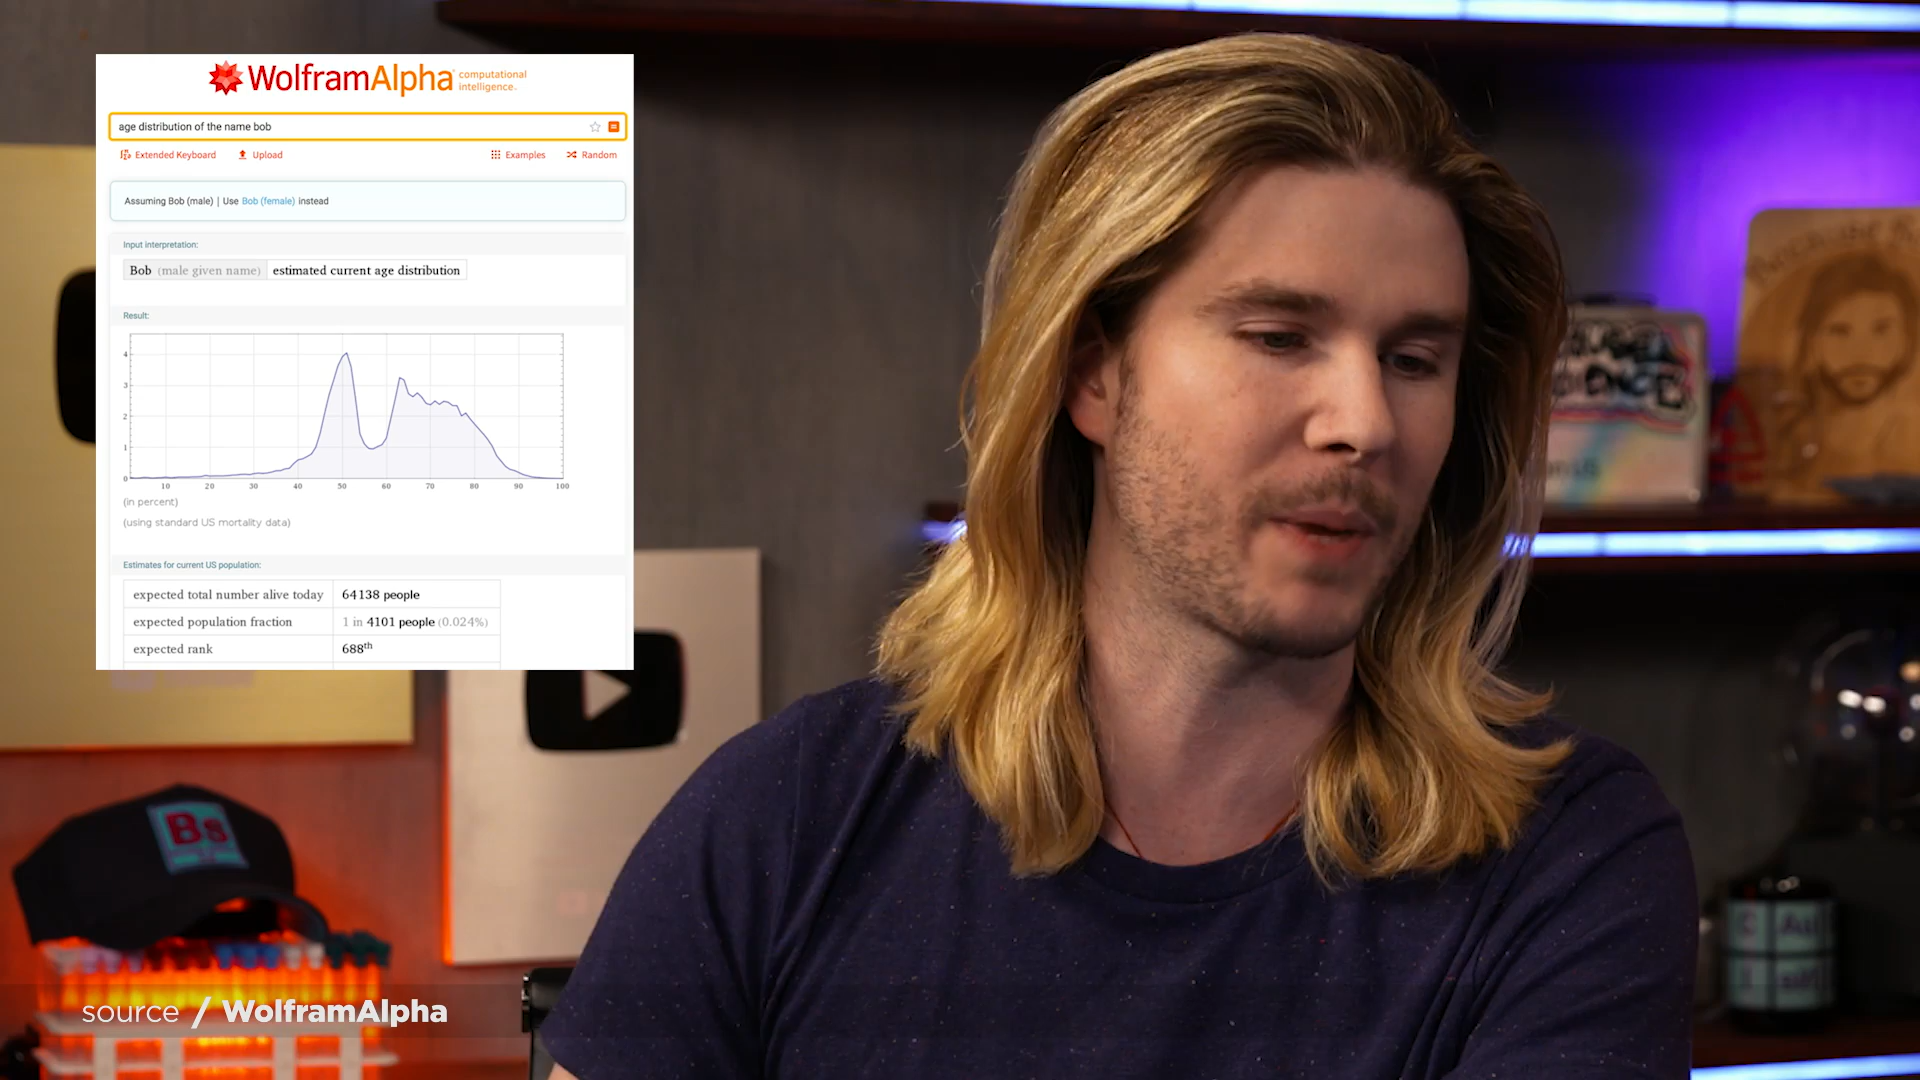 WolframAlpha computational intelligence.
age distribution of the name bob
Extended Keyboard Upload Examples Random
Assuming Bob (male) | Use Bob (female) instead
Input interpretation:
Bob (male given name) estimated current age distribution
Result:
4
3
2
1
0
10 20 30 40 50 60 70 80 90 100
(in percent)
(using standard US mortality data)
Estimates for current US population:
expected total number alive today 64138 people
expected population fraction 1 in 4101 people (0.024%)
expected rank 688th
Bs
Au
source / WolframAlpha